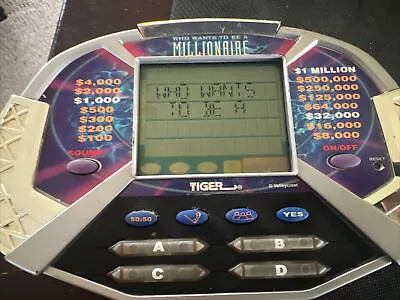 WHO WANTS TO BE A
MILLIONAIRE
$4,000
$2,000
$1,000
$500
$300
$200
$100
SOUND
WHO WANTS
TO BE A
$1 MILLION
$500,000
$250,000
$125,000
$64,000
$32,000
$16,000
$8,000
ON/OFF
RESET
TIGER
© Valleycrest
50:50
YES
A
B
C
D